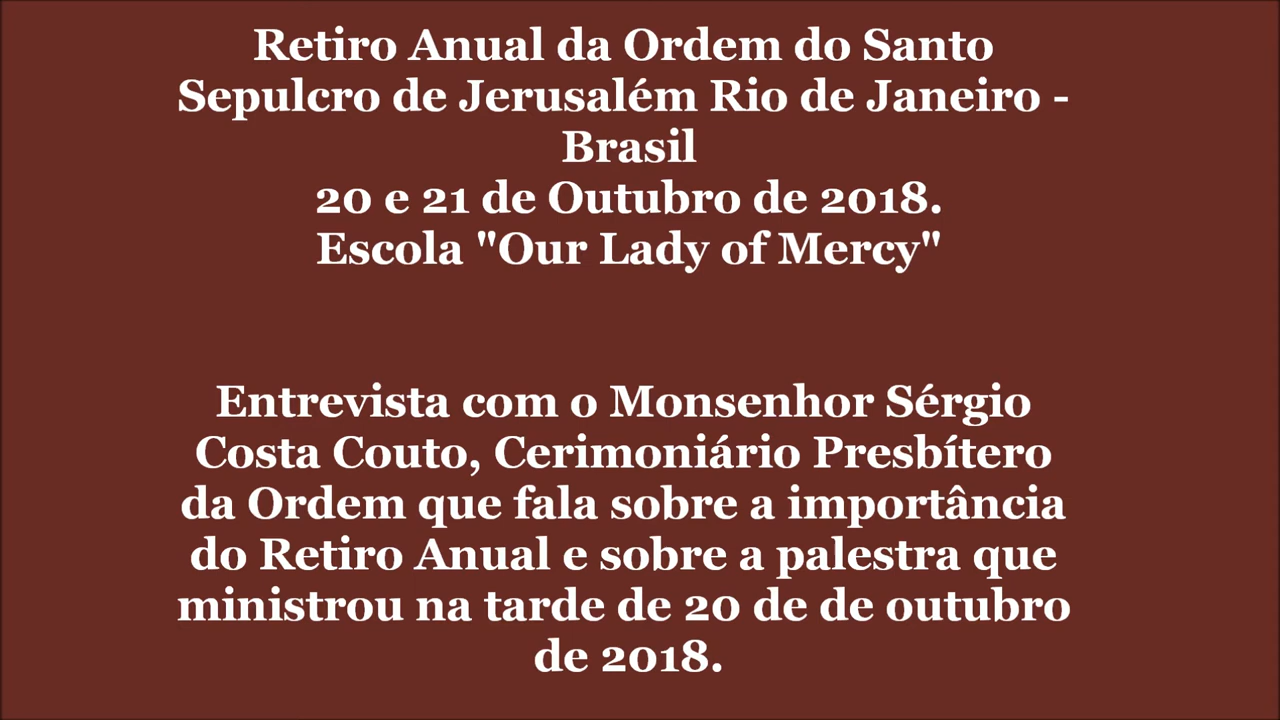 Retiro Anual da Ordem do Santo
Sepulcro de Jerusalém Rio de Janeiro -
Brasil
20 e 21 de Outubro de 2018.
Escola "Our Lady of Mercy"
Entrevista com o Monsenhor Sérgio
Costa Couto, Cerimoniário Presbítero
da Ordem que fala sobre a importância
do Retiro Anual e sobre a palestra que
ministrou na tarde de 20 de de outubro
de 2018.